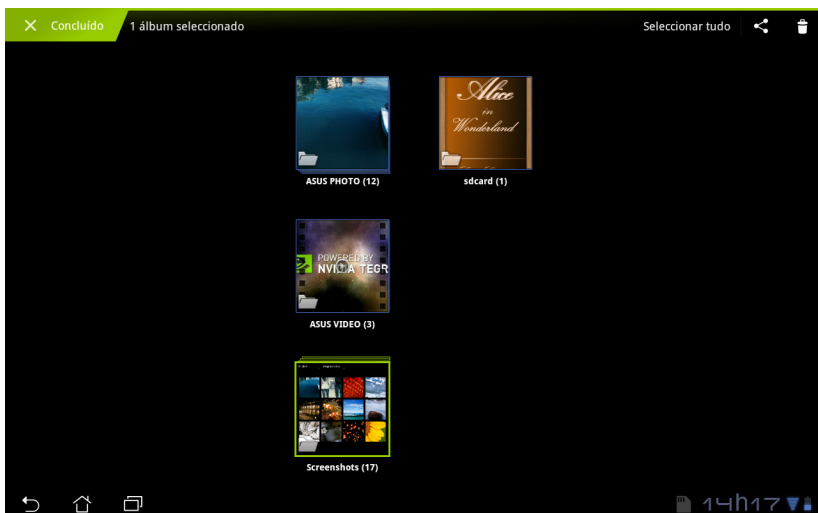 Concluído
1 álbum seleccionado
Seleccionar tudo
Alice
in
Wonderland
ASUS PHOTO (12)
sdcard (1)
POWERED BY
NVIDIA TEGR
ASUS VIDEO (3)
Screenshots (17)
14h17